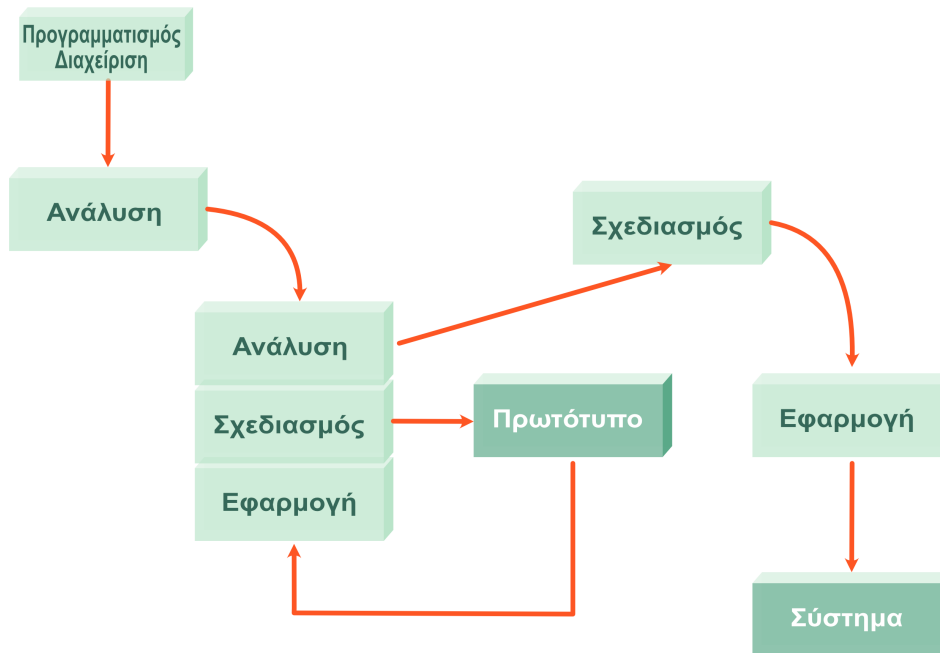 Προγραμματισμός
Διαχείριση
Ανάλυση
Σχεδιασμός
Ανάλυση
Σχεδιασμός
Πρωτότυπο
Εφαρμογή
Εφαρμογή
Σύστημα